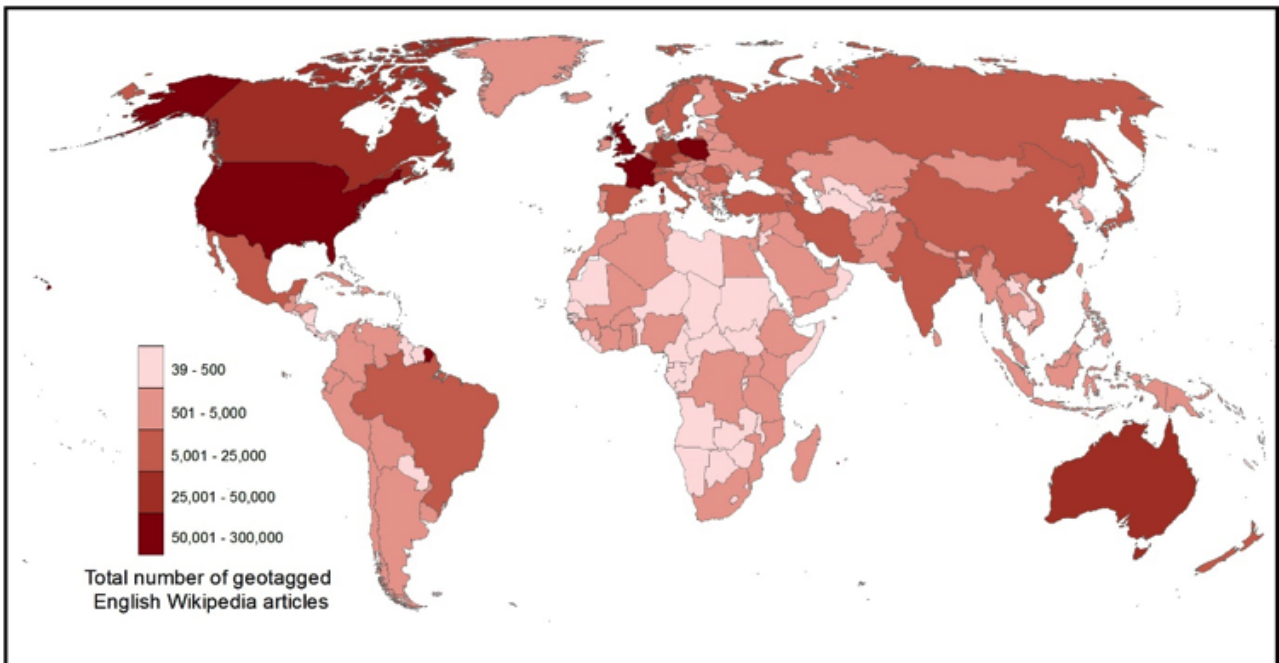 39 - 500
501 - 5,000
5,001 - 25,000
25,001 - 50,000
50,001 - 300,000
Total number of geotagged
English Wikipedia articles